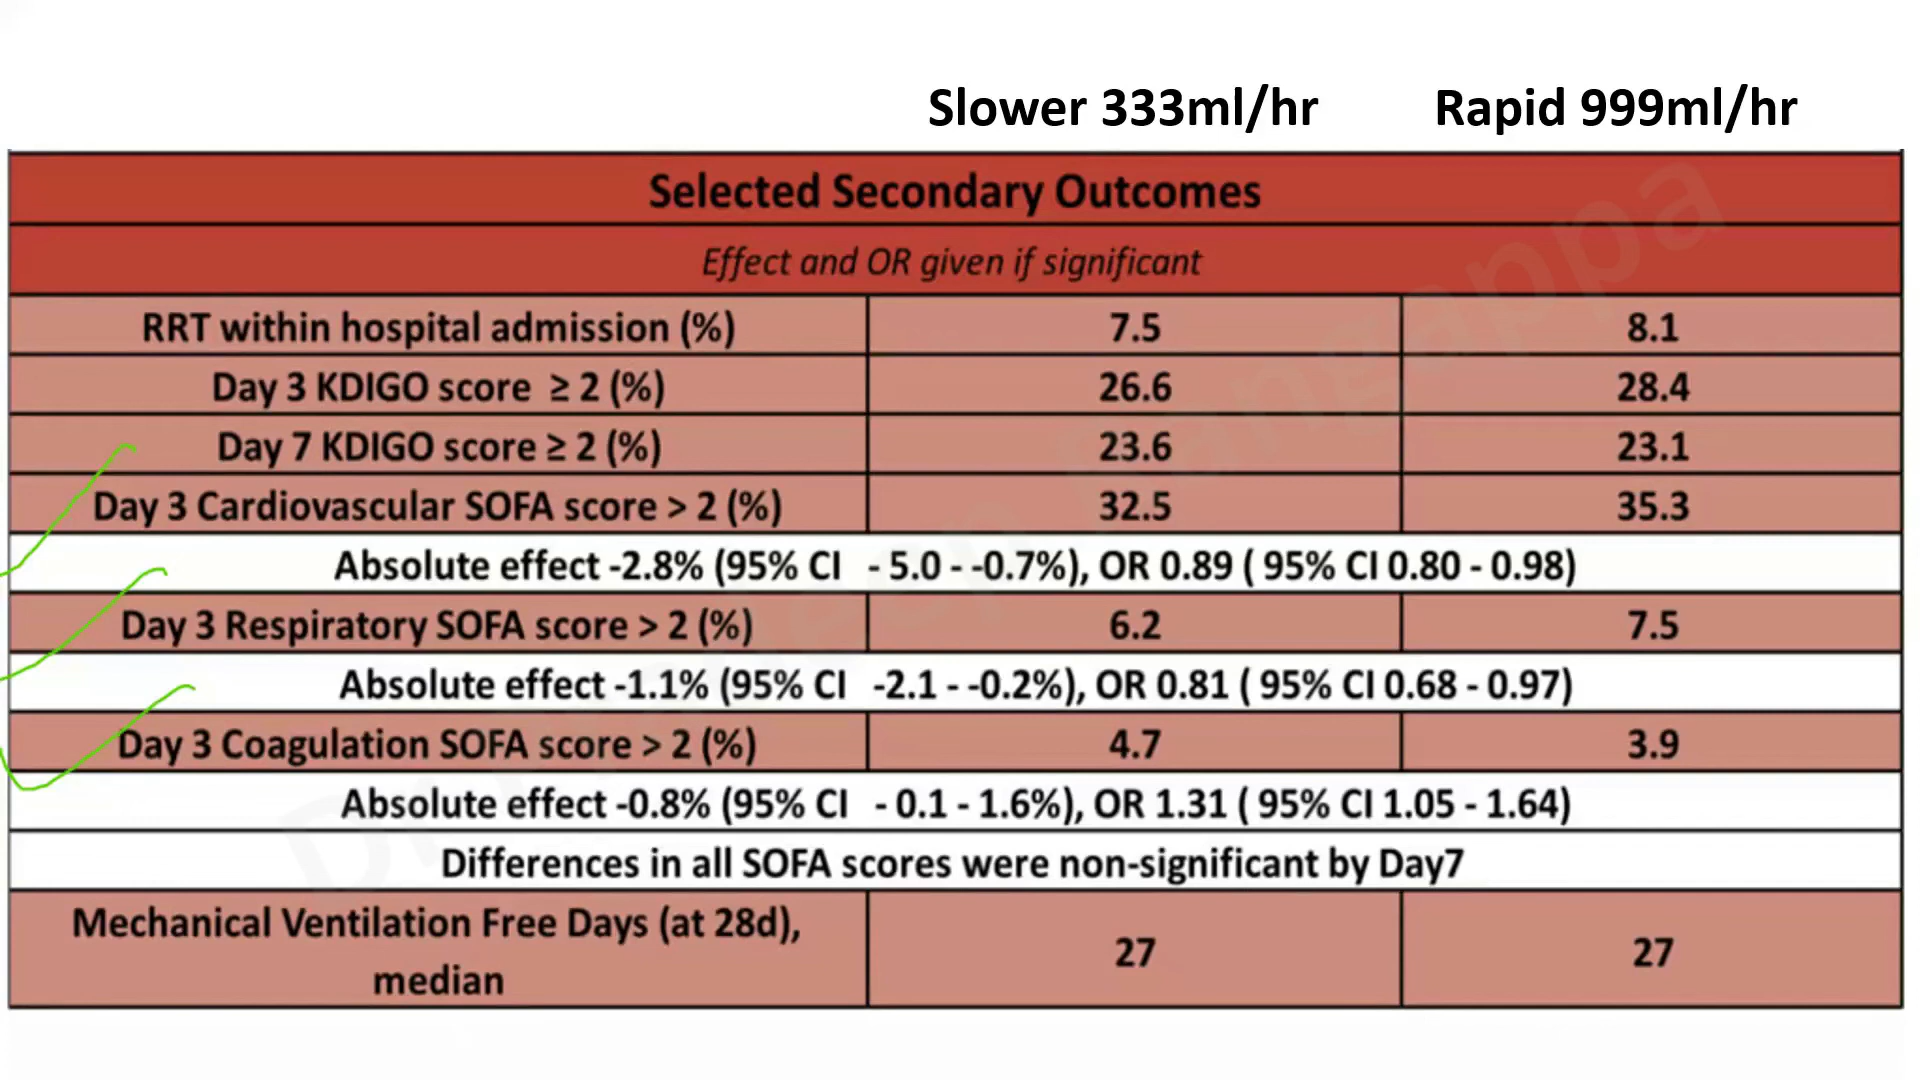 Slower 333ml/hr Rapid 999ml/hr
Selected Secondary Outcomes
Effect and OR given if significant
RRT within hospital admission (%) 7.5 8.1
Day 3 KDIGO score ≥ 2 (%) 26.6 28.4
Day 7 KDIGO score ≥ 2 (%) 23.6 23.1
Day 3 Cardiovascular SOFA score > 2 (%) 32.5 35.3
Absolute effect -2.8% (95% CI - 5.0 - -0.7%), OR 0.89 ( 95% CI 0.80 - 0.98)
Day 3 Respiratory SOFA score > 2 (%) 6.2 7.5
Absolute effect -1.1% (95% CI -2.1 - -0.2%), OR 0.81 ( 95% CI 0.68 - 0.97)
Day 3 Coagulation SOFA score > 2 (%) 4.7 3.9
Absolute effect -0.8% (95% CI - 0.1 - 1.6%), OR 1.31 ( 95% CI 1.05 - 1.64)
Differences in all SOFA scores were non-significant by Day7
Mechanical Ventilation Free Days (at 28d),
median 27 27